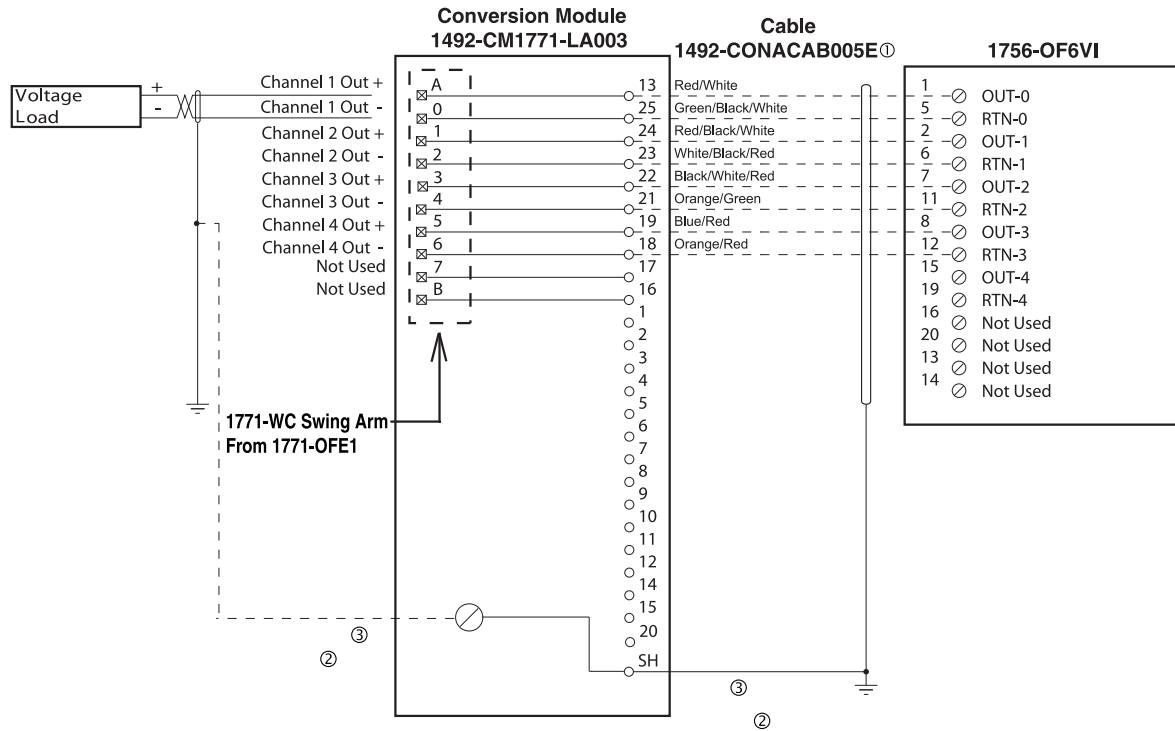 Conversion Module
1492-CM1771-LA003
Cable
1492-CONACAB005E①
1756-OF6VI
Voltage
Load
+
-
Channel 1 Out +
Channel 1 Out -
Channel 2 Out +
Channel 2 Out -
Channel 3 Out +
Channel 3 Out -
Channel 4 Out +
Channel 4 Out -
Not Used
Not Used
A
0
1
2
3
4
5
6
7
B
1771-WC Swing Arm
From 1771-OFE1
13
25
24
23
22
21
19
18
17
16
1
2
3
4
5
6
7
8
9
10
11
12
14
15
20
SH
Red/White
Green/Black/White
Red/Black/White
White/Black/Red
Black/White/Red
Orange/Green
Blue/Red
Orange/Red
1
5
2
6
7
11
8
12
15
19
16
20
13
14
OUT-0
RTN-0
OUT-1
RTN-1
OUT-2
RTN-2
OUT-3
RTN-3
OUT-4
RTN-4
Not Used
Not Used
Not Used
Not Used
③
②
③
②